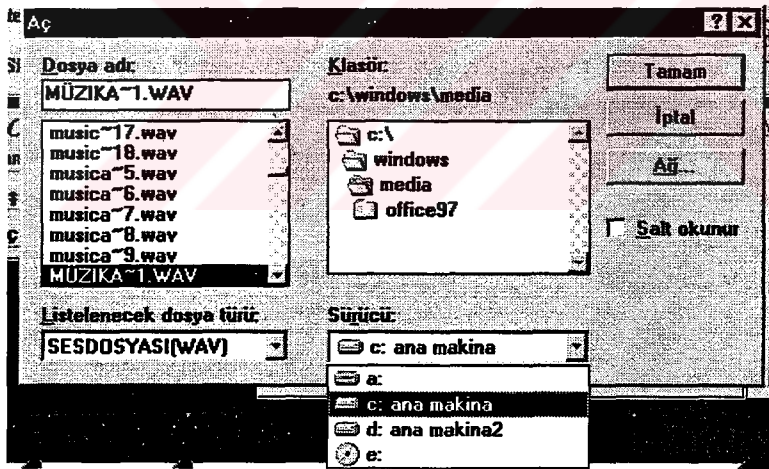 Aç
Dosya adı:
MÜZIKA~1.WAV
music~17.wav
music~18.wav
musica~5.wav
musica~6.wav
musica~7.wav
musica~8.wav
musica~9.wav
MÜZIKA~1.WAV
Listelenecek dosya türü:
SESDOSYASI(WAV)
Klasör:
c:\windows\media
c:\
windows
media
office97
Sürücü:
c: ana makina
a:
c: ana makina
d: ana makina2
e:
Tamam
İptal
Ağ...
Salt okunur